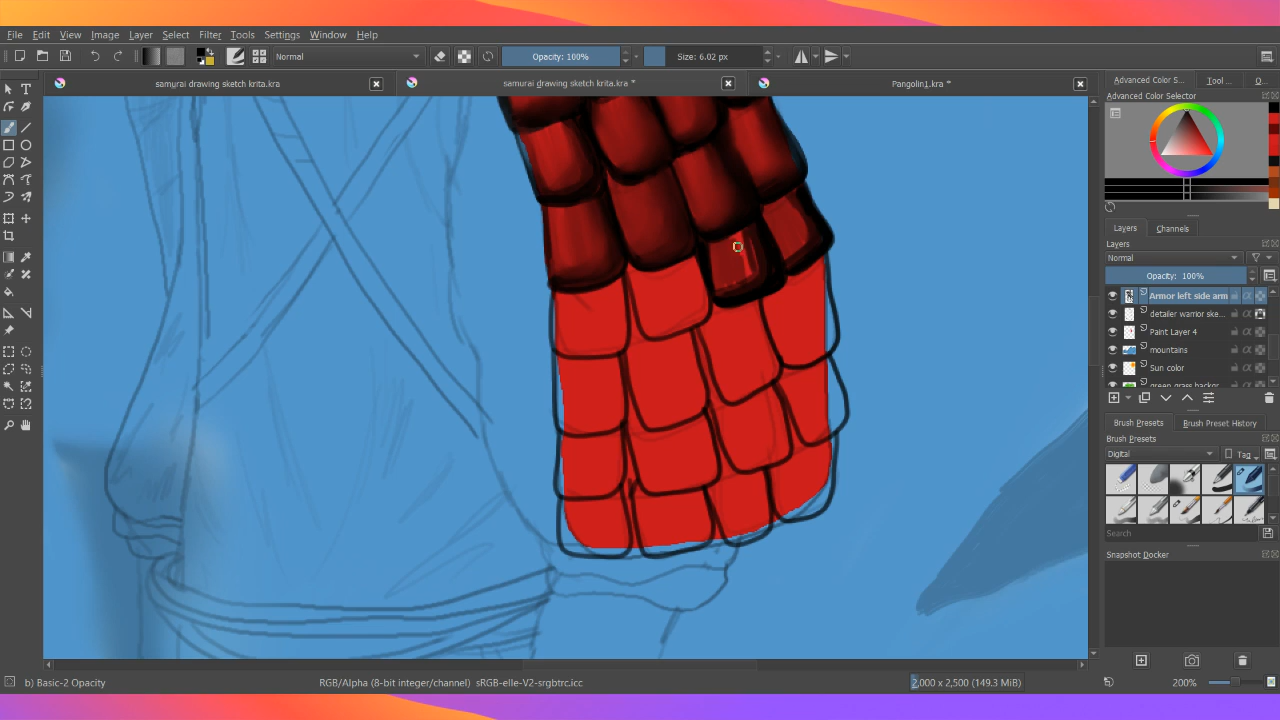 File Edit View Image Layer Select Filter Tools Settings Window Help
Normal Opacity: 100% Size: 6.02 px
samurai drawing sketch krita.kra samurai drawing sketch krita.kra * Pangolin1.kra *
Advanced Color S... Tool ... O...
Advanced Color Selector
Layers Channels
Layers
Normal
Opacity: 100%
Armor left side arm
detailer warrior ske...
Paint Layer 4
mountains
Sun color
green grass backgr
Brush Presets Brush Preset History
Brush Presets
Digital Tag
Search
Snapshot Docker
b) Basic-2 Opacity RGB/Alpha (8-bit integer/channel) sRGB-elle-V2-srgbtrc.icc 2,000 x 2,500 (149.3 MiB) 200%